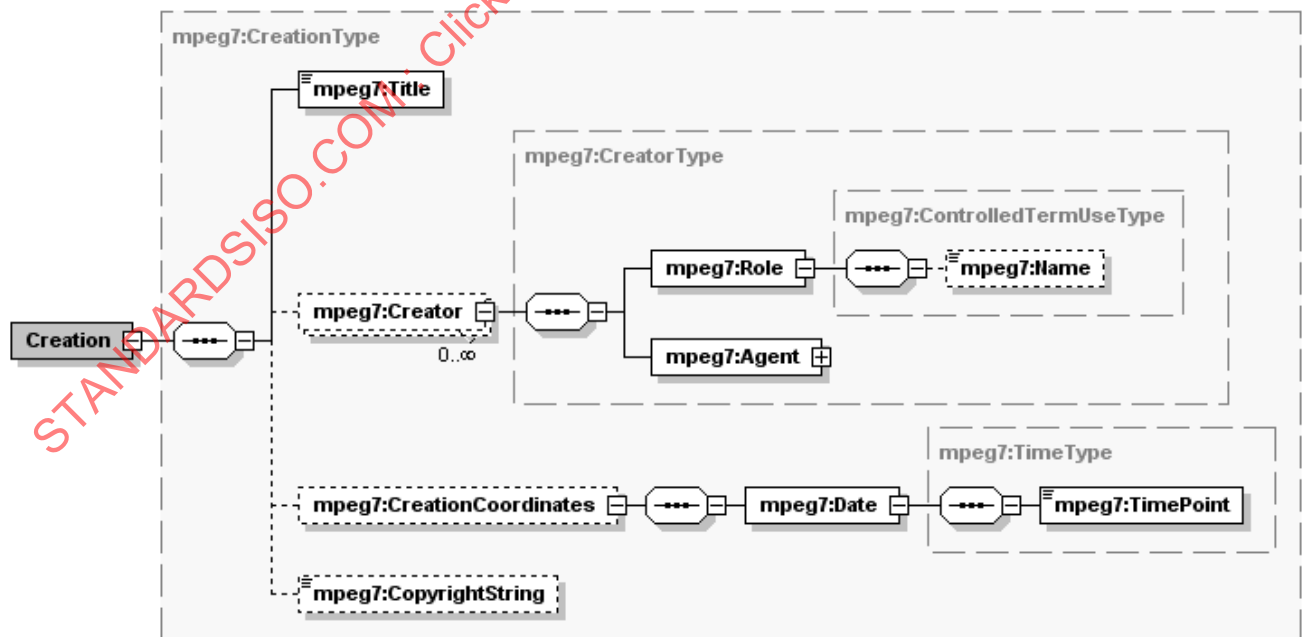 mpeg7:CreationType
mpeg7:Title
mpeg7:CreatorType
mpeg7:ControlledTermUseType
mpeg7:Role
mpeg7:Name
mpeg7:Creator
0..∞
Creation
mpeg7:Agent
mpeg7:TimeType
mpeg7:CreationCoordinates
mpeg7:Date
mpeg7:TimePoint
mpeg7:CopyrightString
STANDARDSISO.COM : Click